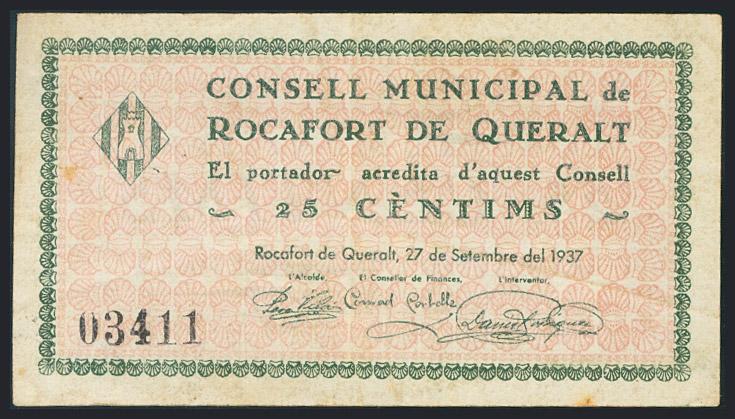 CONSELL MUNICIPAL de
ROCAFORT DE QUERALT
El portador acredita d'aquest Consell
25 CÈNTIMS
Rocafort de Queralt, 27 de Setembre del 1937
L'Alcalde, El Conseller de Finances, L'Interventor,
Conrad
03411